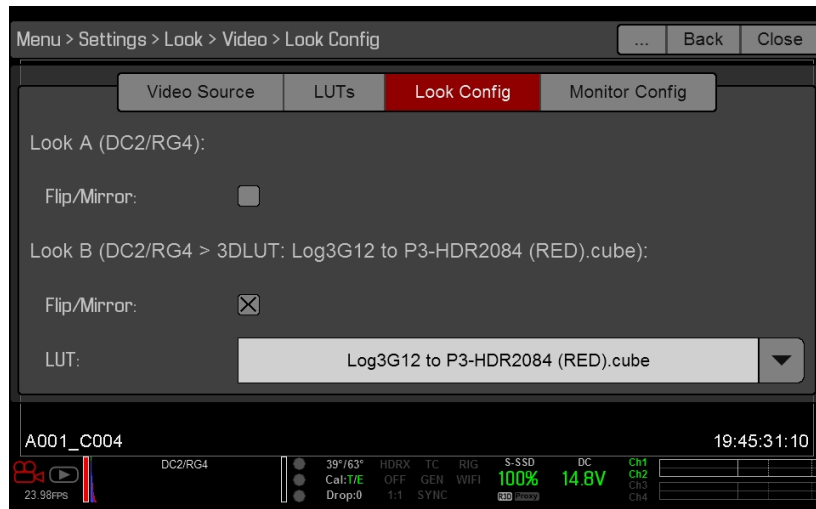 Menu > Settings > Look > Video > Look Config ... Back Close
Video Source LUTs Look Config Monitor Config
Look A (DC2/RG4):
Flip/Mirror:
Look B (DC2/RG4 > 3DLUT: Log3G12 to P3-HDR2084 (RED).cube):
Flip/Mirror:
LUT: Log3G12 to P3-HDR2084 (RED).cube
A001_C004 19:45:31:10
DC2/RG4 39°/63° HDRX TC RIG S-SSD DC Ch1
Cal:T/E OFF GEN WIFI 100% 14.8V Ch2
Ch3
23.98FPS Drop:0 1:1 SYNC R3D Proxy Ch4